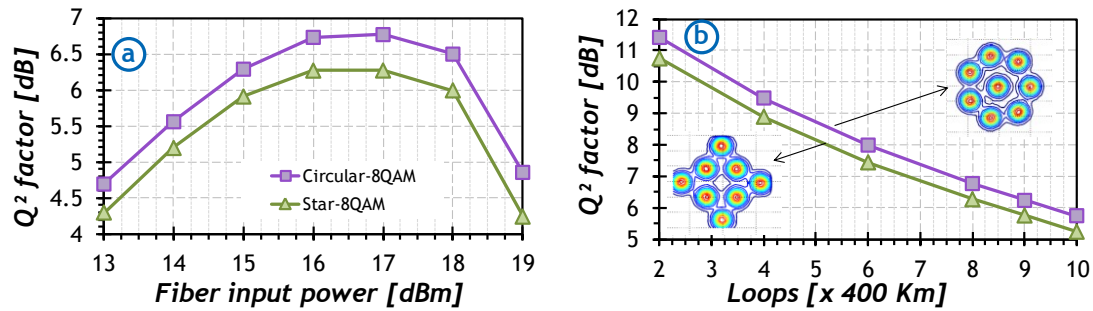 7
6.5
6
5.5
5
4.5
4
Q² factor [dB]
a
Circular-8QAM
Star-8QAM
13 14 15 16 17 18 19
Fiber input power [dBm]
12
11
10
9
8
7
6
5
Q² factor [dB]
b
2 3 4 5 6 7 8 9 10
Loops [x 400 Km]